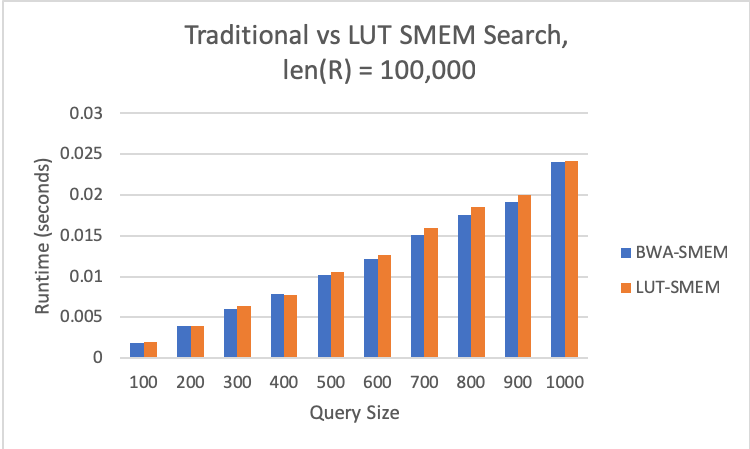 Traditional vs LUT SMEM Search,
len(R) = 100,000
0.03
0.025
0.02
0.015
0.01
0.005
0
Runtime (seconds)
100 200 300 400 500 600 700 800 900 1000
Query Size
BWA-SMEM
LUT-SMEM